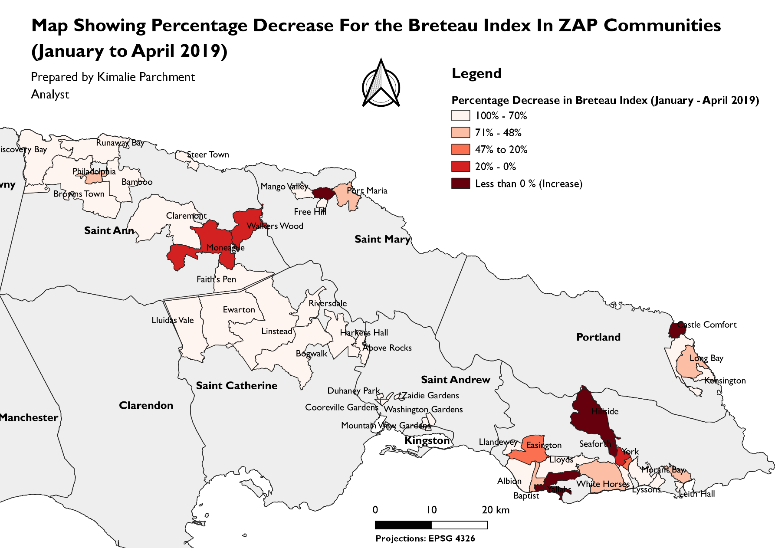 Map Showing Percentage Decrease For the Breteau Index In ZAP Communities
(January to April 2019)
Prepared by Kimalie Parchment
Analyst
Legend
Percentage Decrease in Breteau Index (January - April 2019)
100% - 70%
71% - 48%
47% to 20%
20% - 0%
Less than 0 % (Increase)
iscovery Bay
Runaway Bay
Steer Town
Philadelphia
Bamboo
wny
Browns Town
Mango Valley
Port Maria
Free Hill
Claremont
Walkers Wood
Saint Ann
Saint Mary
Moneague
Faith's Pen
Riversdale
Ewarton
Lluidas Vale
Linstead
Harkers Hall
Above Rocks
Bogwalk
Castle Comfort
Portland
Long Bay
Kensington
Saint Catherine
Saint Andrew
Duhaney Park
Zaidie Gardens
Clarendon
Cooreville Gardens
Washington Gardens
Manchester
Mountain View Gardens
Kingston
Hillside
Llandewey
Easington
Seaforth
York
Lloyds
Morant Bay
Albion
White Horses
Lyssons
Leith Hall
Baptist
0
10
20 km
Projections: EPSG 4326